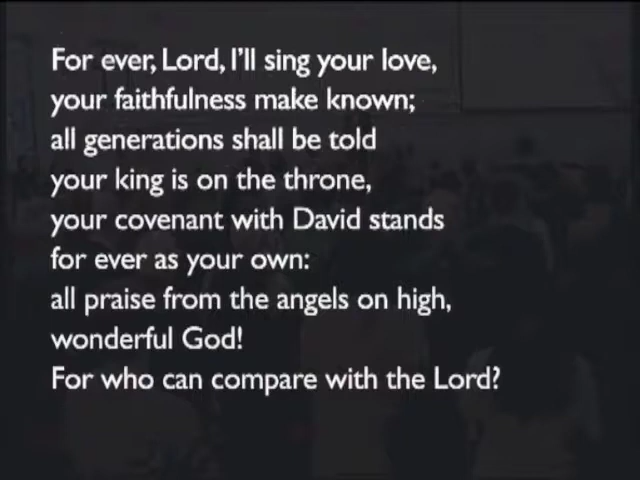 For ever, Lord, I'll sing your love,
your faithfulness make known;
all generations shall be told
your king is on the throne,
your covenant with David stands
for ever as your own:
all praise from the angels on high,
wonderful God!
For who can compare with the Lord?